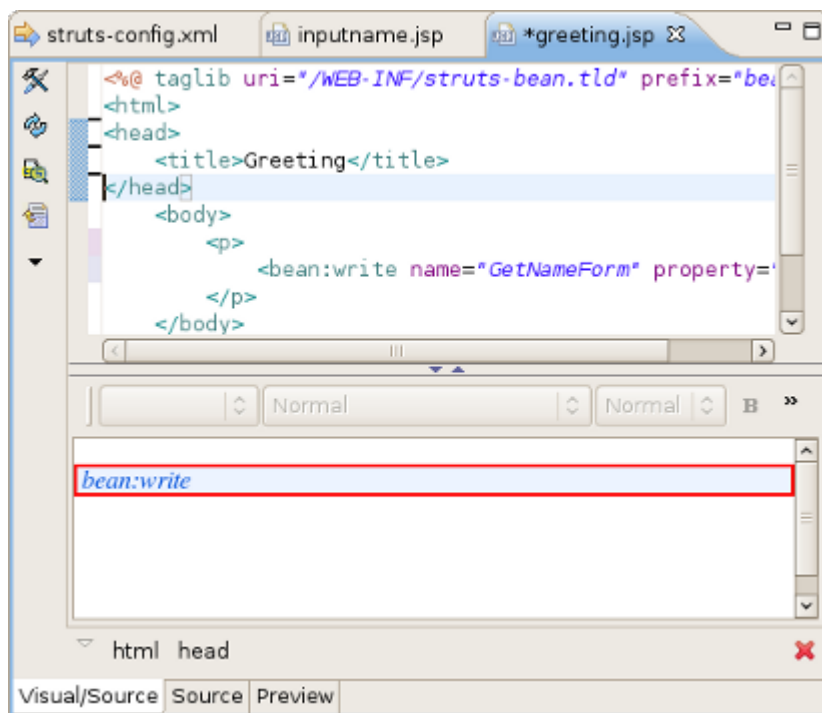 struts-config.xml inputname.jsp *greeting.jsp
<%@ taglib uri="/WEB-INF/struts-bean.tld" prefix="bea
<html>
<head>
<title>Greeting</title>
</head>
<body>
<p>
<bean:write name="GetNameForm" property="
</p>
</body>
Normal Normal B »
bean:write
html head
Visual/Source Source Preview